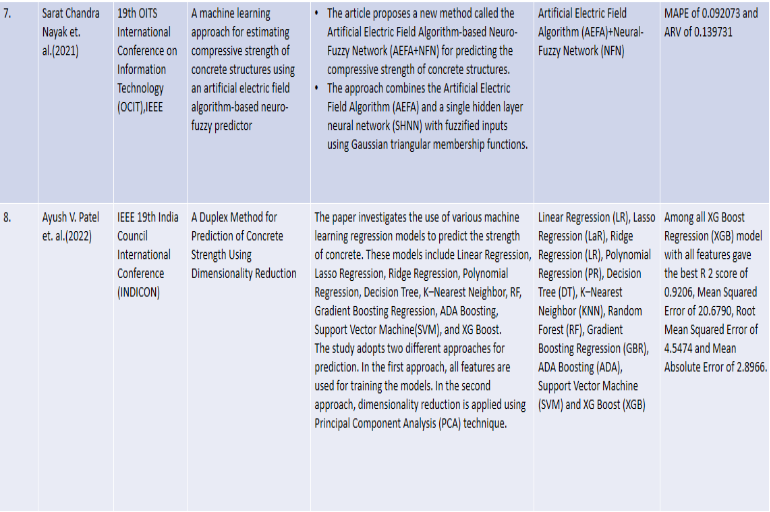 7.
Sarat Chandra
Nayak et.
al.(2021)
19th OITS
International
Conference on
Information
Technology
(OCIT),IEEE
A machine learning
approach for estimating
compressive strength of
concrete structures using
an artificial electric field
algorithm-based neuro-
fuzzy predictor
• The article proposes a new method called the
Artificial Electric Field Algorithm-based Neuro-
Fuzzy Network (AEFA+NFN) for predicting the
compressive strength of concrete structures.
• The approach combines the Artificial Electric
Field Algorithm (AEFA) and a single hidden layer
neural network (SHNN) with fuzzified inputs
using Gaussian triangular membership functions.
Artificial Electric Field
Algorithm (AEFA)+Neural-
Fuzzy Network (NFN)
MAPE of 0.092073 and
ARV of 0.139731
8.
Ayush V. Patel
et. al.(2022)
IEEE 19th India
Council
International
Conference
(INDICON)
A Duplex Method for
Prediction of Concrete
Strength Using
Dimensionality Reduction
The paper investigates the use of various machine
learning regression models to predict the strength
of concrete. These models include Linear Regression,
Lasso Regression, Ridge Regression, Polynomial
Regression, Decision Tree, K–Nearest Neighbor, RF,
Gradient Boosting Regression, ADA Boosting,
Support Vector Machine(SVM), and XG Boost.
The study adopts two different approaches for
prediction. In the first approach, all features are
used for training the models. In the second
approach, dimensionality reduction is applied using
Principal Component Analysis (PCA) technique.
Linear Regression (LR), Lasso
Regression (LaR), Ridge
Regression (LR), Polynomial
Regression (PR), Decision
Tree (DT), K–Nearest
Neighbor (KNN), Random
Forest (RF), Gradient
Boosting Regression (GBR),
ADA Boosting (ADA),
Support Vector Machine
(SVM) and XG Boost (XGB)
Among all XG Boost
Regression (XGB) model
with all features gave
the best R 2 score of
0.9206, Mean Squared
Error of 20.6790, Root
Mean Squared Error of
4.5474 and Mean
Absolute Error of 2.8966.